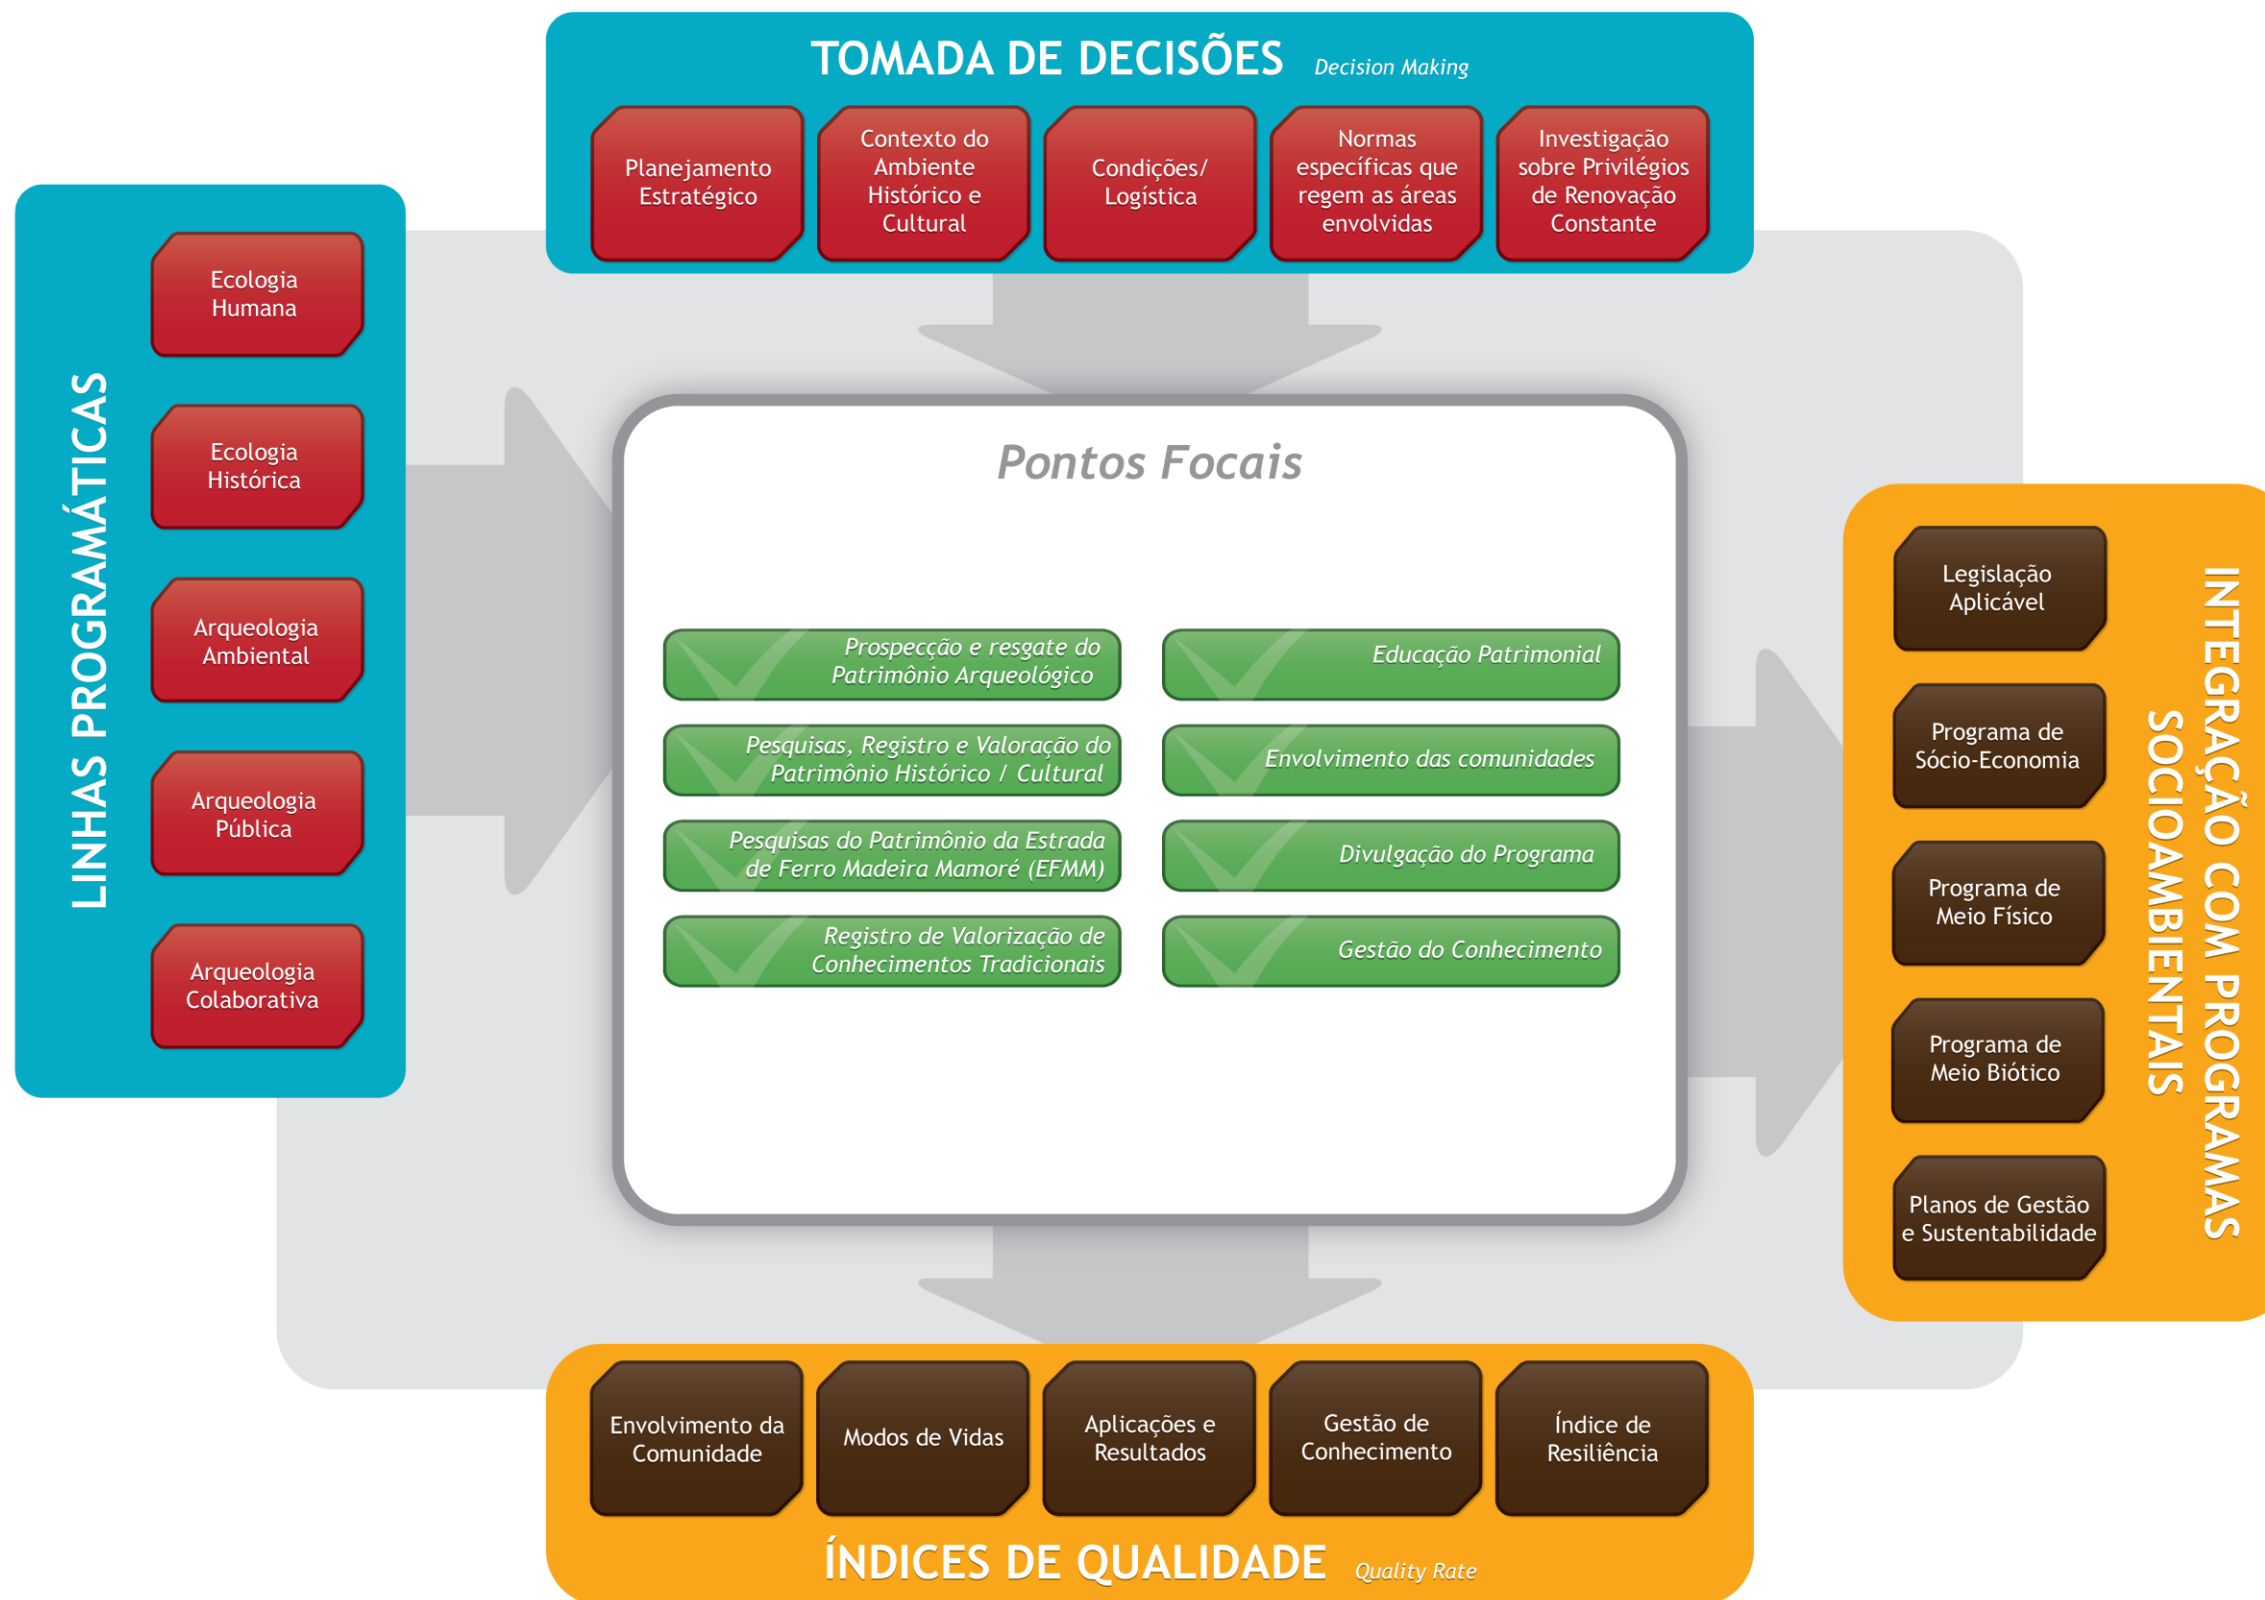 TOMADA DE DECISÕES Decision Making
Planejamento
Estratégico
Contexto do
Ambiente
Histórico e
Cultural
Condições/
Logística
Normas
específicas que
regem as áreas
envolvidas
Investigação
sobre Privilégios
de Renovação
Constante
LINHAS PROGRAMÁTICAS
Ecologia
Humana
Ecologia
Histórica
Arqueologia
Ambiental
Arqueologia
Pública
Arqueologia
Colaborativa
Pontos Focais
Prospecção e resgate do
Patrimônio Arqueológico
Pesquisas, Registro e Valoração do
Patrimônio Histórico / Cultural
Pesquisas do Patrimônio da Estrada
de Ferro Madeira Mamoré (EFMM)
Registro de Valorização de
Conhecimentos Tradicionais
Educação Patrimonial
Envolvimento das comunidades
Divulgação do Programa
Gestão do Conhecimento
Legislação
Aplicável
Programa de
Sócio-Economia
Programa de
Meio Físico
Programa de
Meio Biótico
Planos de Gestão
e Sustentabilidade
INTEGRAÇÃO COM PROGRAMAS
SOCIOAMBIENTAIS
Envolvimento da
Comunidade
Modos de Vidas
Aplicações e
Resultados
Gestão de
Conhecimento
Índice de
Resiliência
ÍNDICES DE QUALIDADE Quality Rate